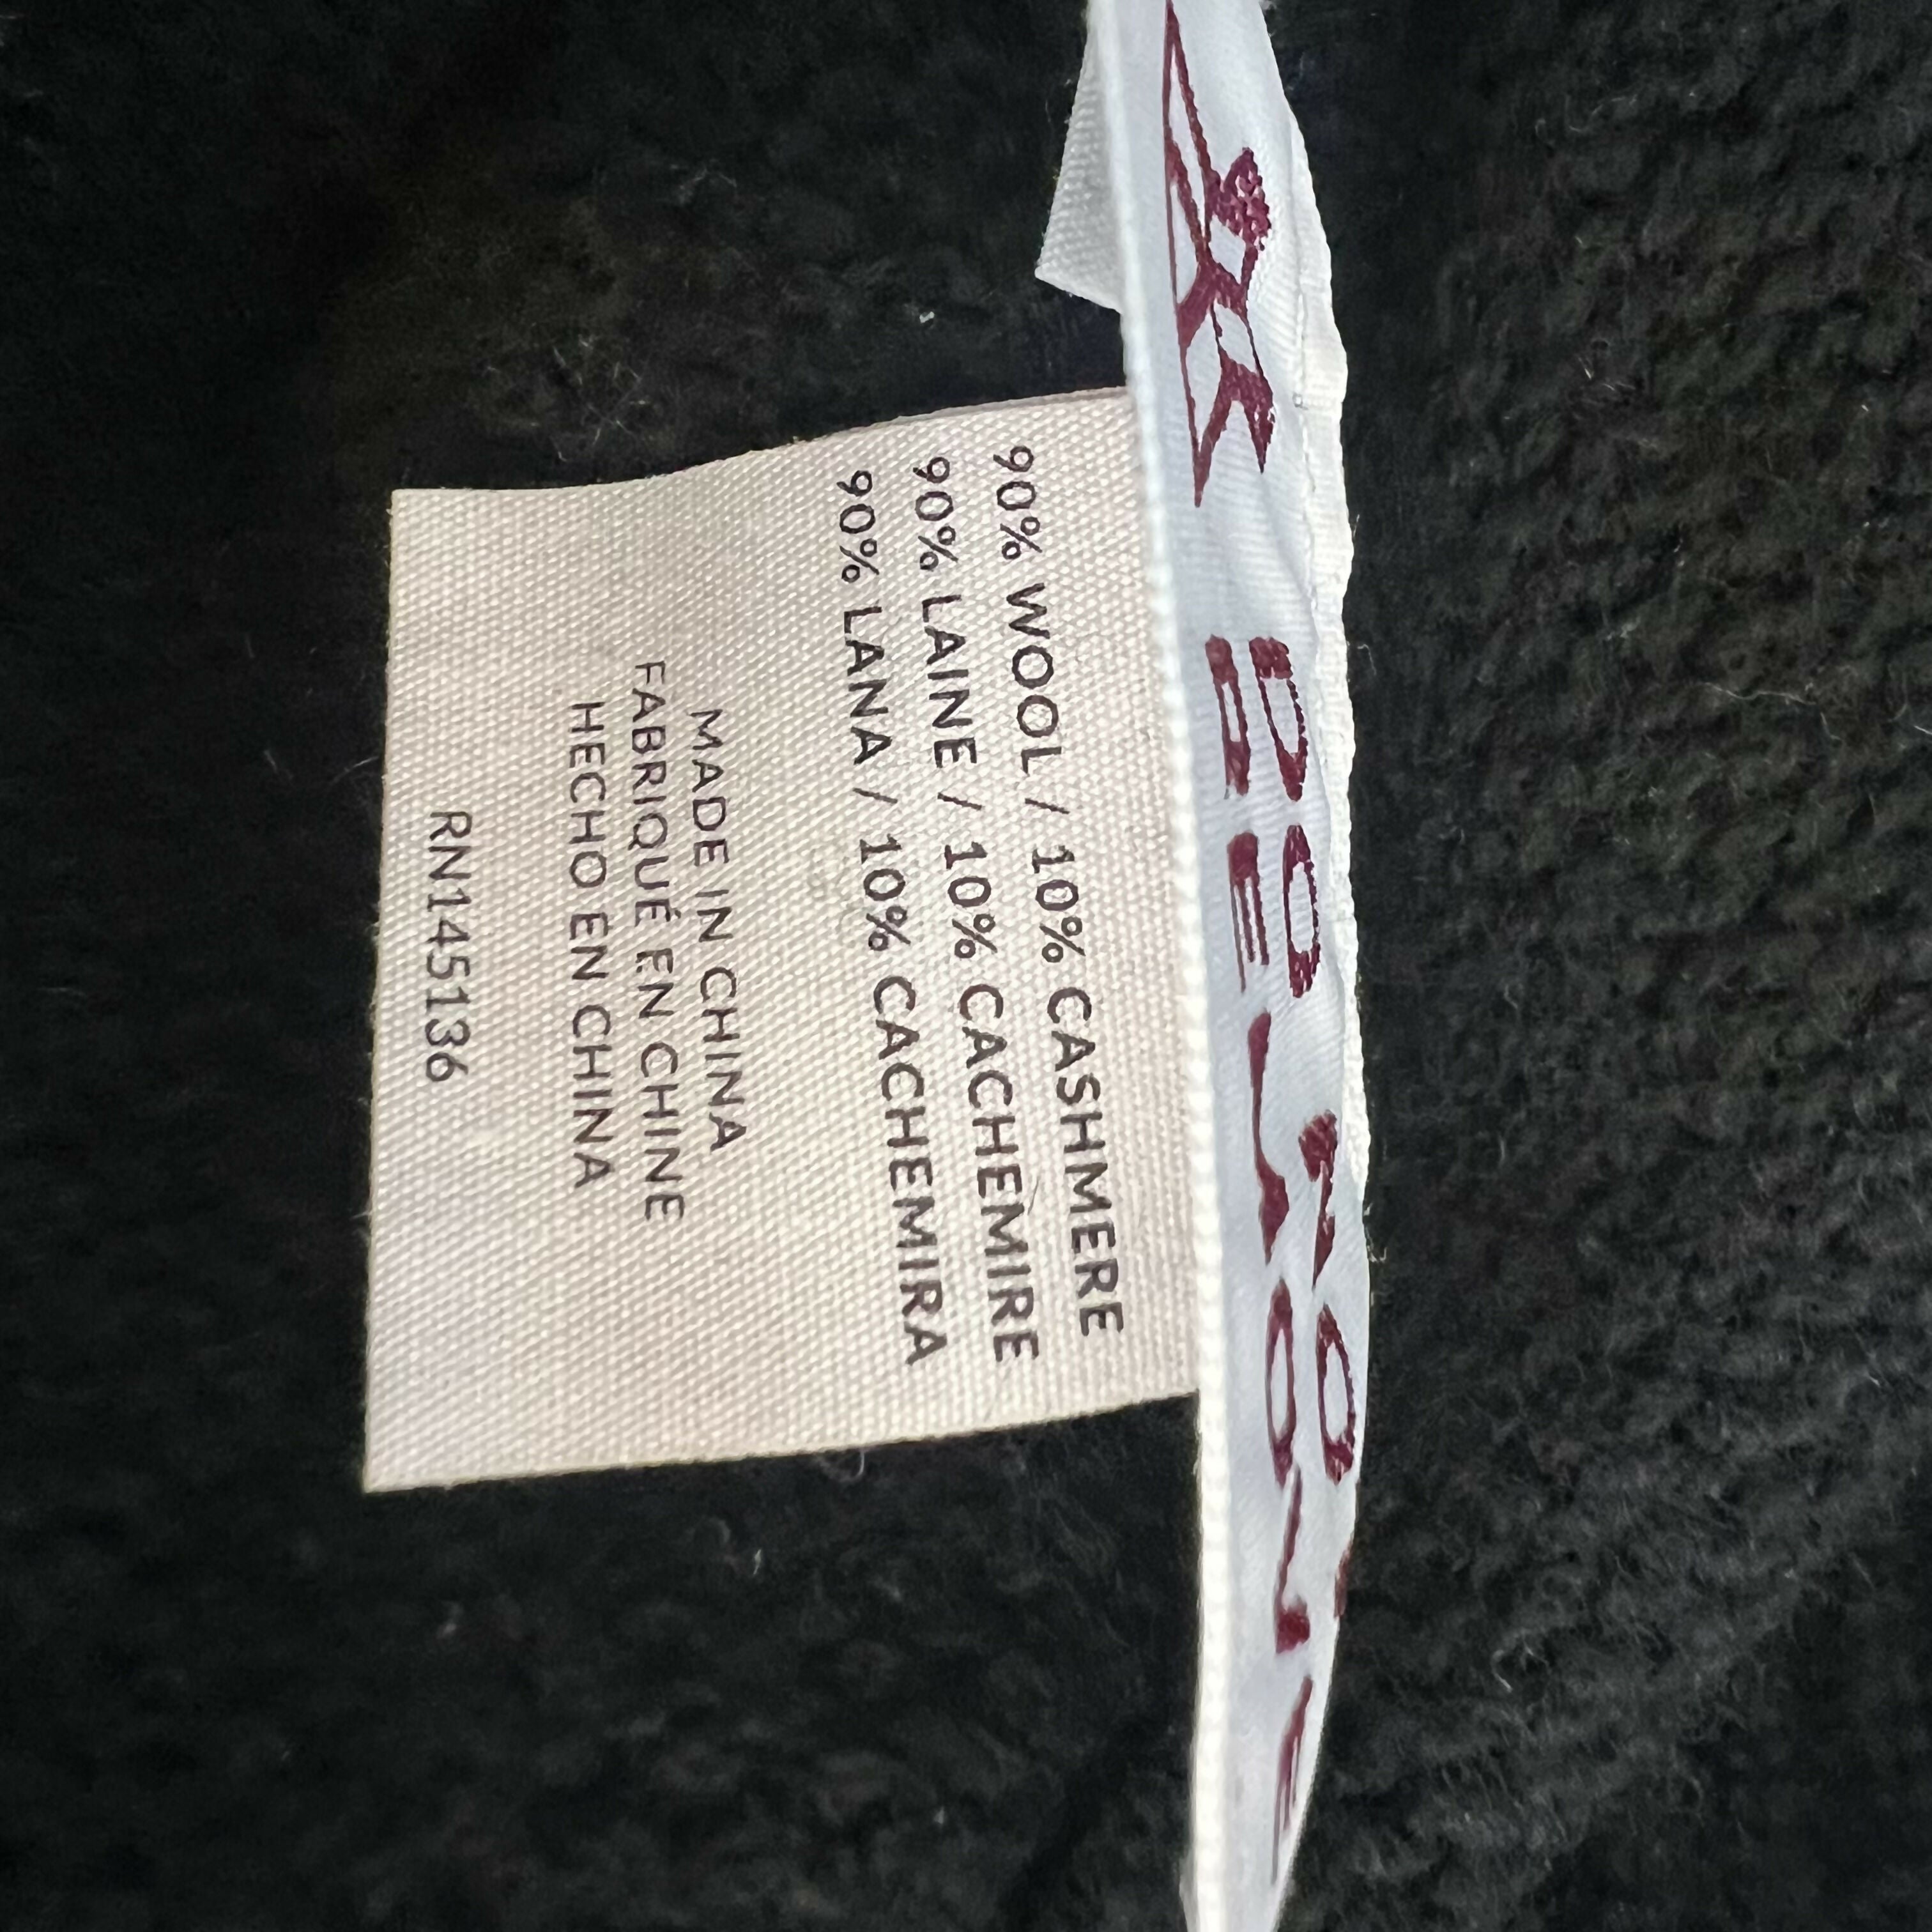 90% WOOL / 10% CASHMERE
90% LAINE / 10% CACHEMIRE
90% LANA / 10% CACHEMIRA
MADE IN CHINA
FABRIQUÉ EN CHINE
HECHO EN CHINA
RN145136